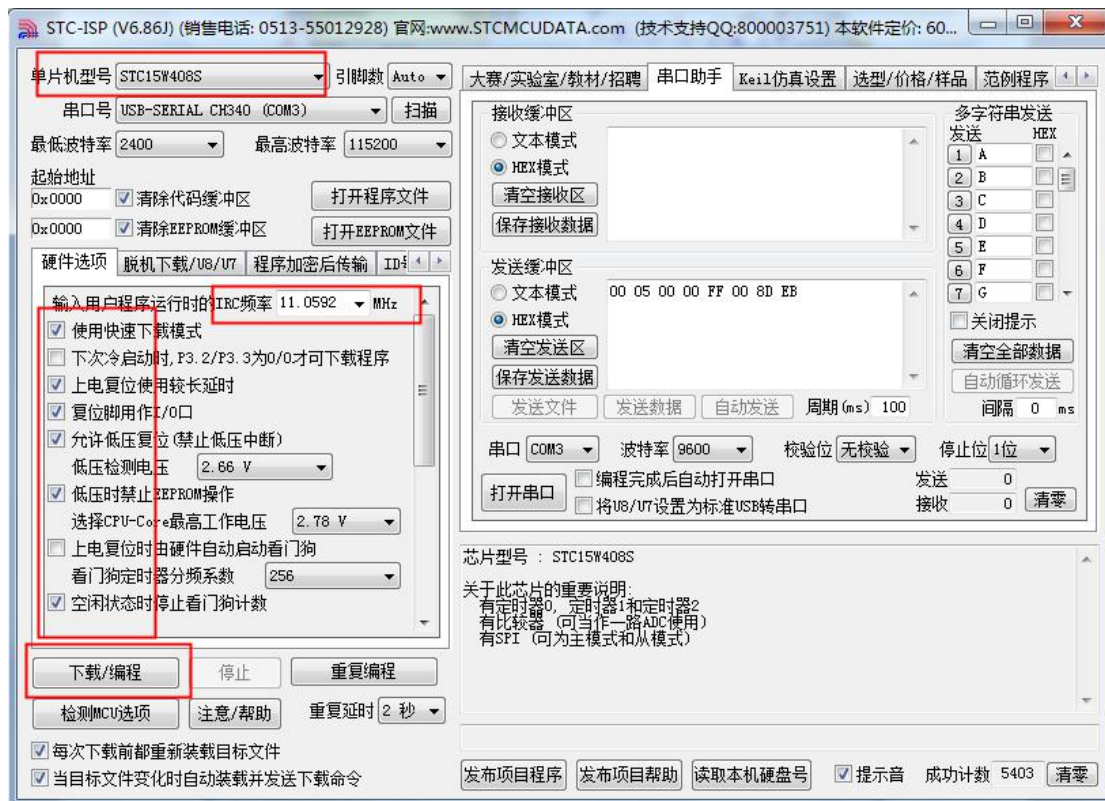 STC-ISP (V6.86J) (销售电话: 0513-55012928) 官网:www.STCMCUDATA.com (技术支持QQ:800003751) 本软件定价: 60...
单片机型号 STC15W408S 引脚数 Auto
串口号 USB-SERIAL CH340 (COM3) 扫描
最低波特率 2400 最高波特率 115200
起始地址
0x0000 清除代码缓冲区 打开程序文件
0x0000 清除EEPROM缓冲区 打开EEPROM文件
硬件选项 脱机下载/U8/U7 程序加密后传输
输入用户程序运行时的IRC频率 11.0592 MHz
使用快速下载模式
下次冷启动时,P3.2/P3.3为0/0才可下载程序
上电复位使用较长延时
复位脚用作I/O口
允许低压复位(禁止低压中断)
低压检测电压 2.66 V
低压时禁止EEPROM操作
选择CPU-Core最高工作电压 2.78 V
上电复位时由硬件自动启动看门狗
看门狗定时器分频系数 256
空闲状态时停止看门狗计数
下载/编程 停止 重复编程
检测MCU选项 注意/帮助 重复延时 2 秒
每次下载前都重新装载目标文件
当目标文件变化时自动装载并发送下载命令
大赛/实验室/教材/招聘 串口助手 Keil仿真设置 选型/价格/样品 范例程序
接收缓冲区
文本模式
HEX模式
清空接收区
保存接收数据
发送缓冲区
文本模式
HEX模式
清空发送区
保存发送数据
00 05 00 00 FF 00 8D EB
发送文件 发送数据 自动发送 周期(ms) 100
多字符串发送
发送 HEX
1 A
2 B
3 C
4 D
5 E
6 F
7 G
关闭提示
清空全部数据
自动循环发送
间隔 0 ms
串口 COM3 波特率 9600 校验位 无校验 停止位 1位
打开串口 编程完成后自动打开串口 发送 0
将U8/U7设置为标准USB转串口 接收 0 清零
芯片型号 : STC15W408S
关于此芯片的重要说明:
有定时器0, 定时器1和定时器2
有比较器 (可当作一路ADC使用)
有SPI (可为主模式和从模式)
发布项目程序 发布项目帮助 读取本机硬盘号 提示音 成功计数 5403 清零